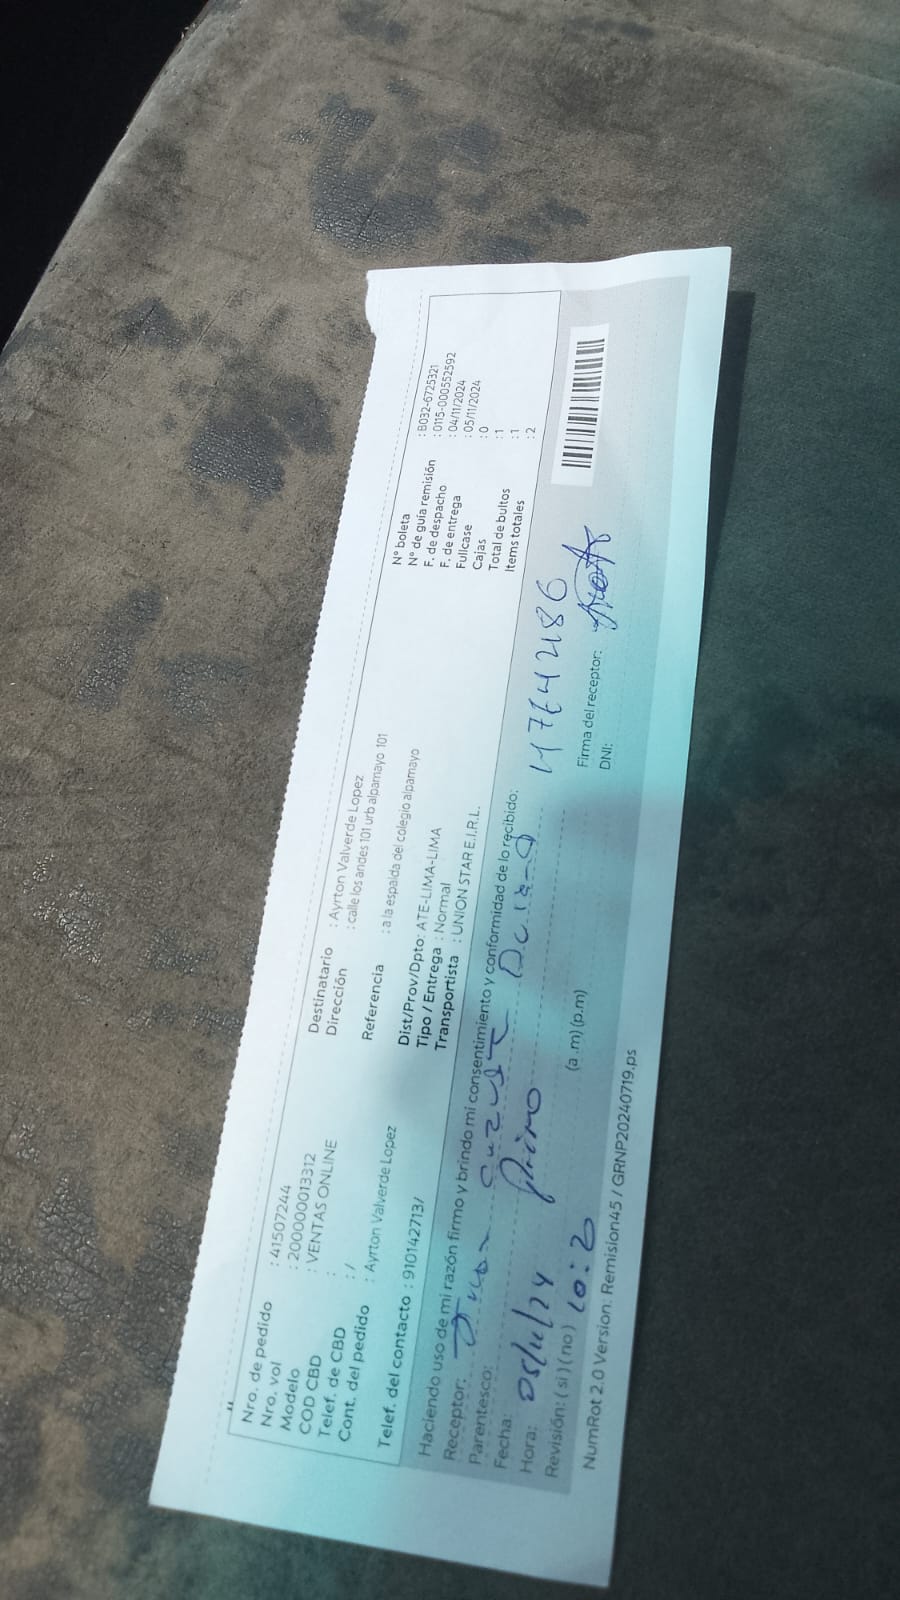 Nro. de pedido : 41507244
Nro. vol : 200000013312
Modelo : VENTAS ONLINE
COD CBD :
Telef. de CBD : /
Cont. del pedido : Ayrton Valverde Lopez
Telef. del contacto : 910142713/
Destinatario : Ayrton Valverde Lopez
Dirección : calle los andes 101 urb alpamayo 101
Referencia : a la espalda del colegio alpamayo
Dist/Prov/Dpto: ATE-LIMA-LIMA
Tipo / Entrega : Normal
Transportista : UNION STAR E.I.R.L.
N° boleta : B032-6725321
N° de guía remisión : 0115-000552592
F. de despacho : 04/11/2024
F. de entrega : 05/11/2024
Fullcase : 0
Cajas : 1
Total de bultos : 1
Items totales : 2
Haciendo uso de mi razón firmo y brindo mi consentimiento y conformidad de lo recibido:
Receptor:
Parentesco: primo
Fecha: 05/11/24
Hora: 10:2 (a.m)(p.m)
Revisión: (si)(no)
Firma del receptor:
DNI:
NumRot 2.0 Version: Remision45 / GRNP20240719.ps